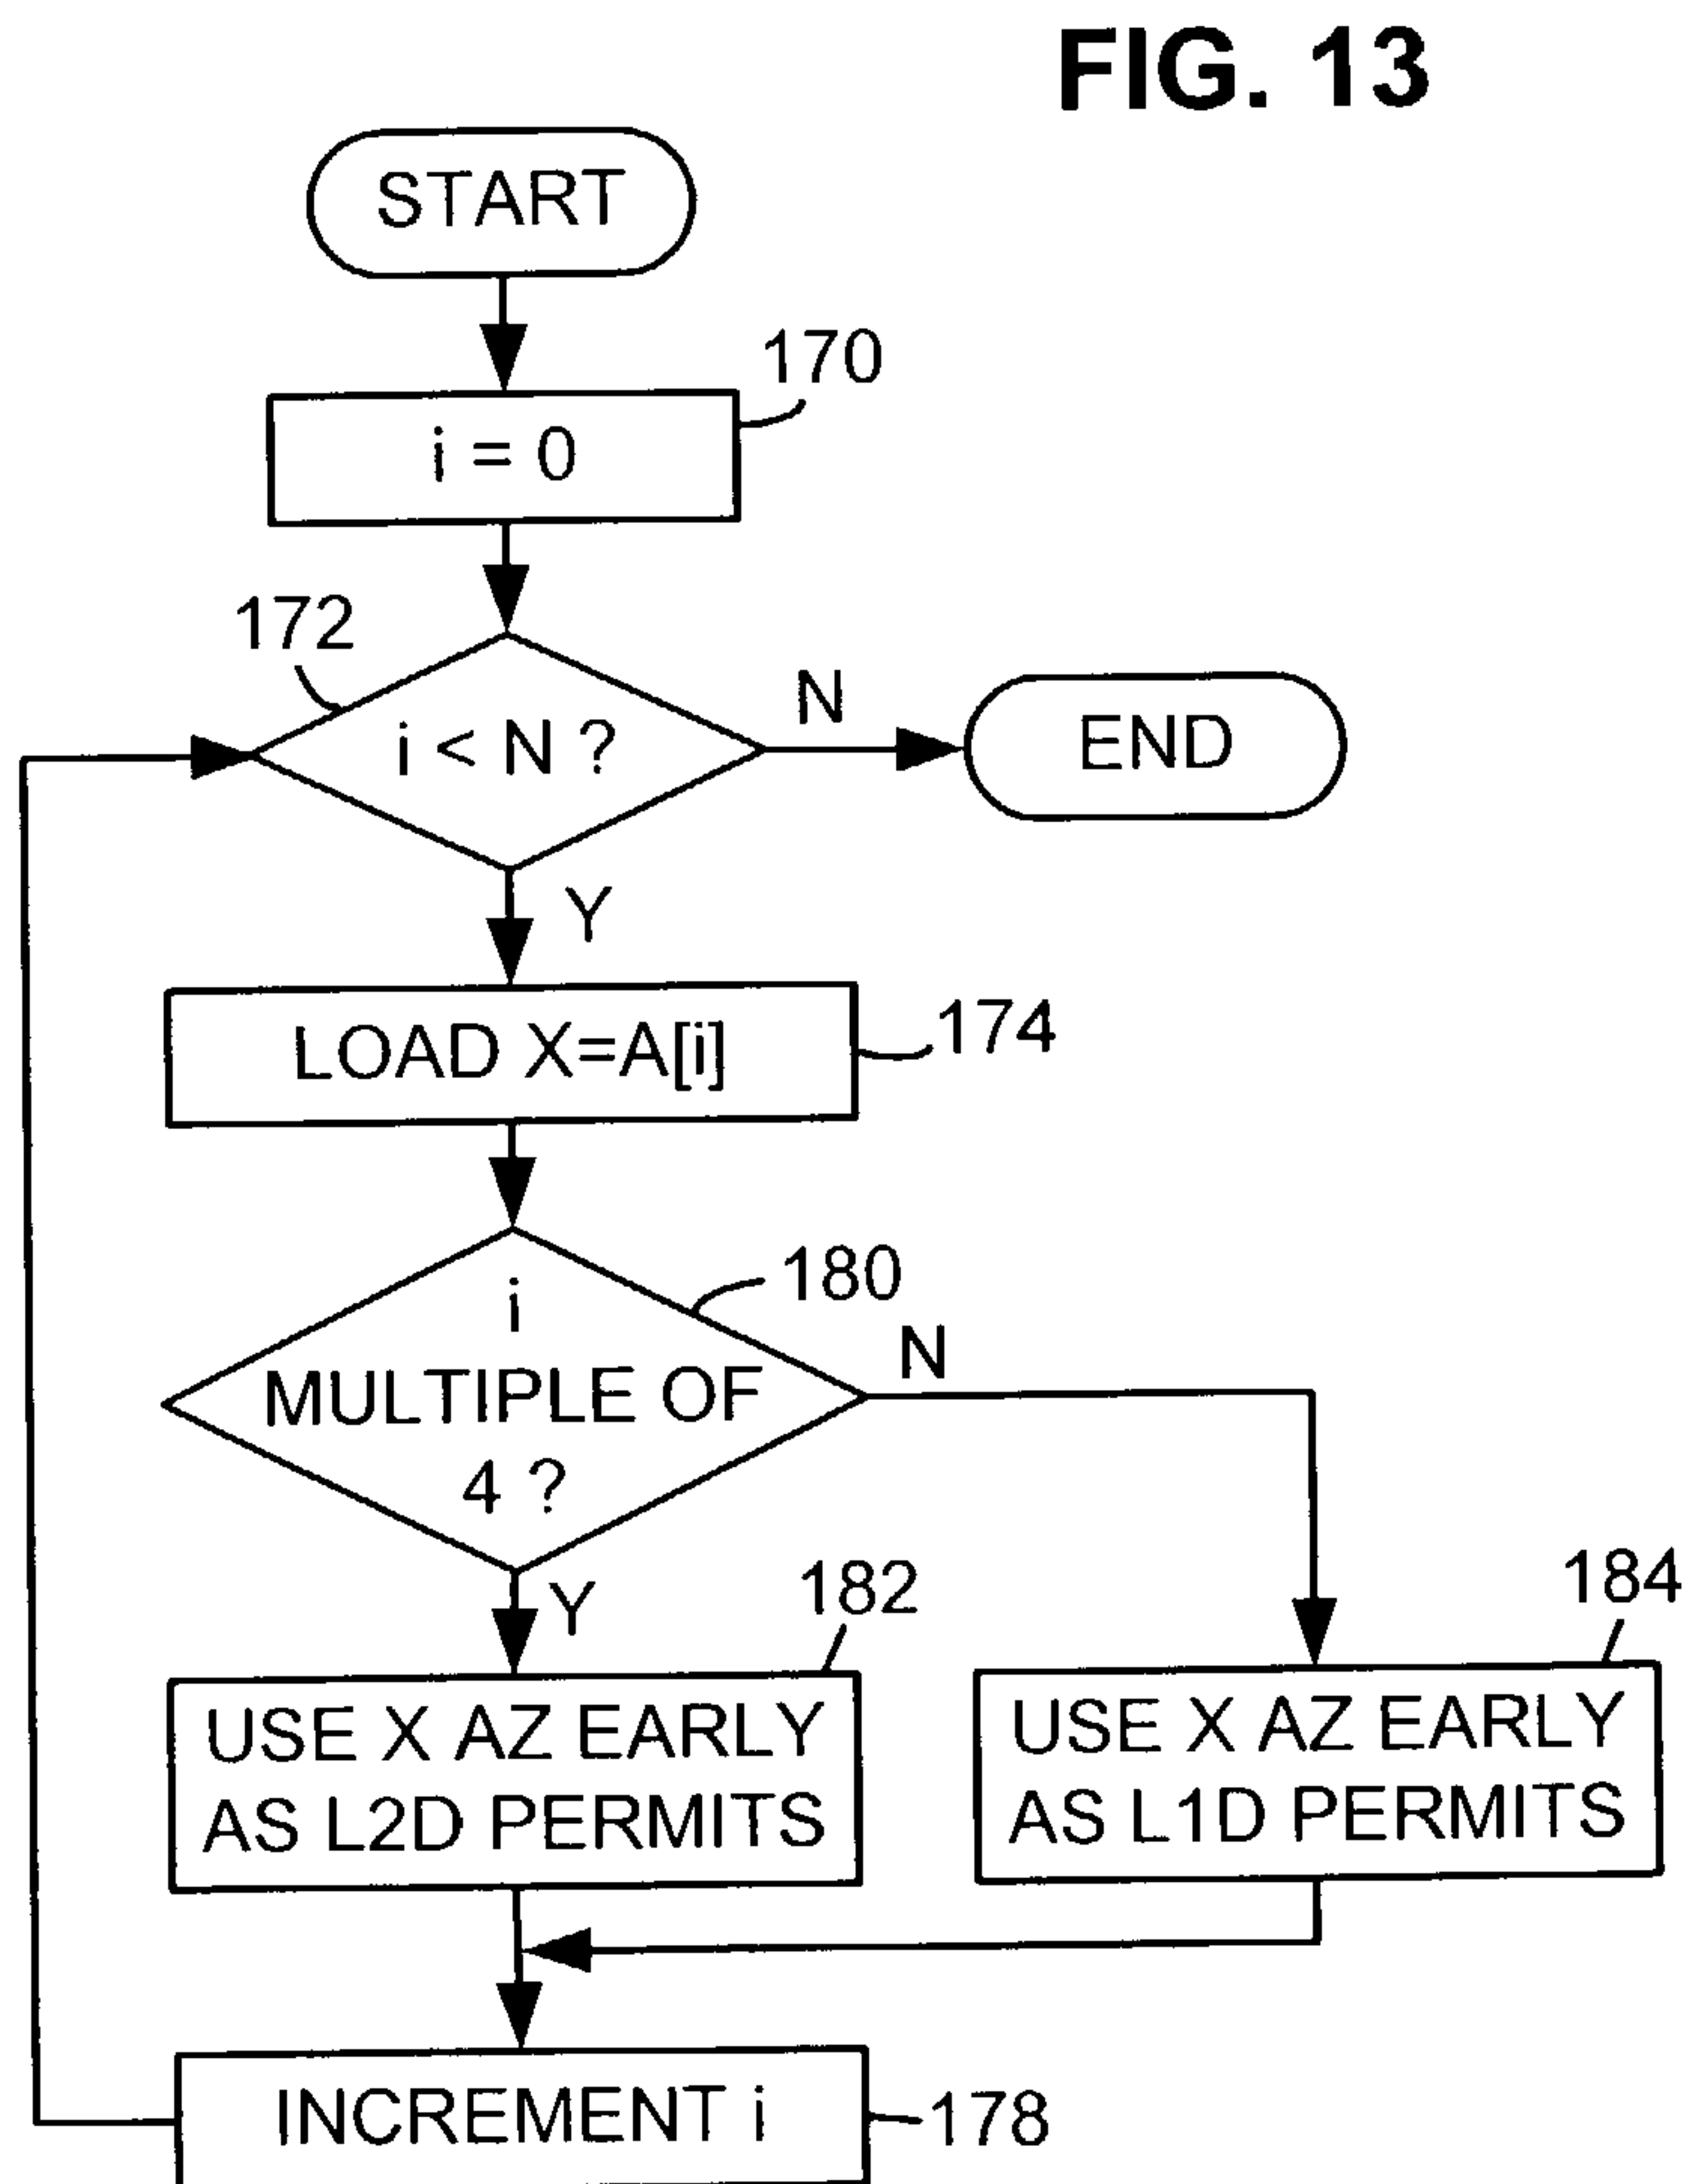 FIG. 13
START
170
i = 0
172
i < N ?
N
END
Y
LOAD X=A[i]
174
180
i
MULTIPLE OF
4 ?
N
Y
182
184
USE X AZ EARLY
AS L2D PERMITS
USE X AZ EARLY
AS L1D PERMITS
INCREMENT i
178